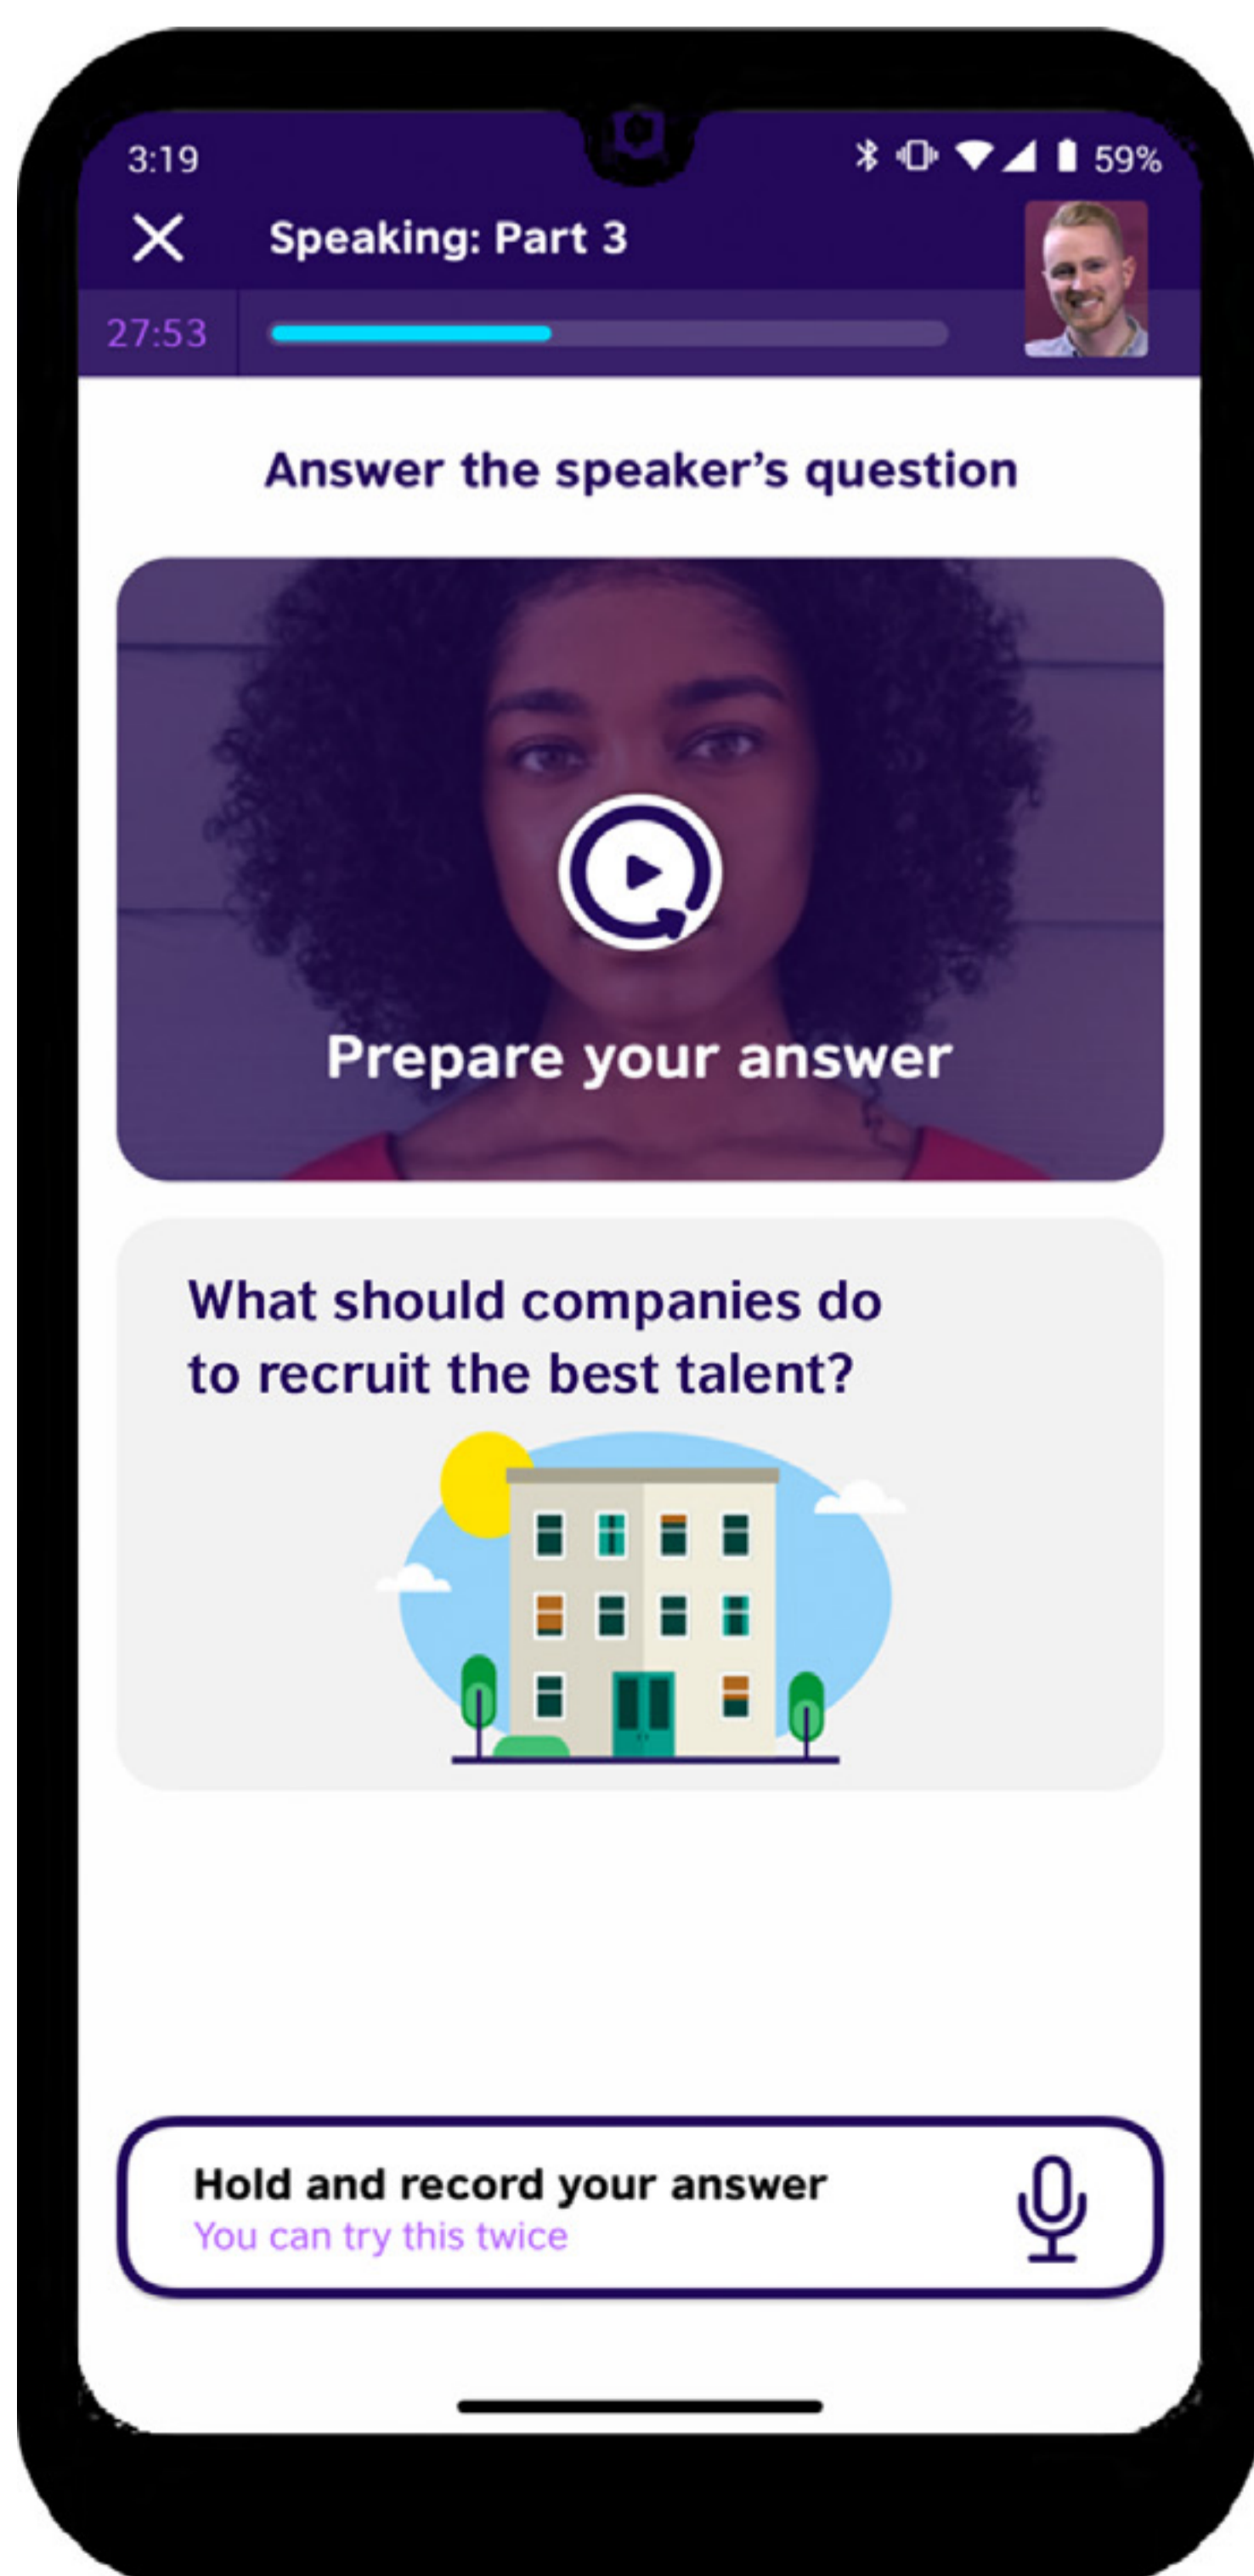 3:19
59%
Speaking: Part 3
27:53
Answer the speaker’s question
Prepare your answer
What should companies do
to recruit the best talent?
Hold and record your answer
You can try this twice